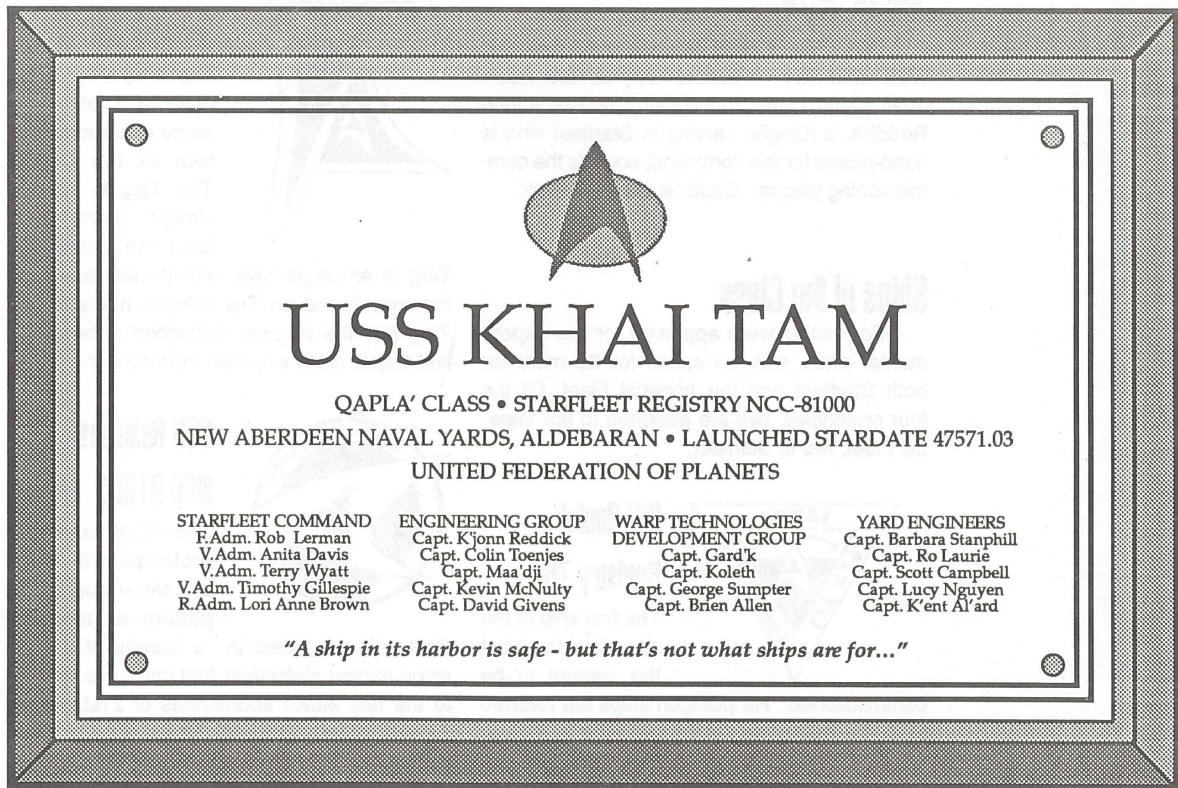 USS KHAI TAM
QAPLA' CLASS • STARFLEET REGISTRY NCC-81000
NEW ABERDEEN NAVAL YARDS, ALDEBARAN • LAUNCHED STARDATE 47571.03
UNITED FEDERATION OF PLANETS
STARFLEET COMMAND
F.Adm. Rob Lerman
V.Adm. Anita Davis
V.Adm. Terry Wyatt
V.Adm. Timothy Gillespie
R.Adm. Lori Anne Brown
ENGINEERING GROUP
Capt. K'jonn Reddick
Capt. Colin Toenjes
Capt. Maa'dji
Capt. Kevin McNulty
Capt. David Givens
WARP TECHNOLOGIES
DEVELOPMENT GROUP
Capt. Gard'k
Capt. Koleth
Capt. George Sumpter
Capt. Brien Allen
YARD ENGINEERS
Capt. Barbara Stanphill
Capt. Ro Laurie
Capt. Scott Campbell
Capt. Lucy Nguyen
Capt. K'ent Al'ard
"A ship in its harbor is safe - but that's not what ships are for..."